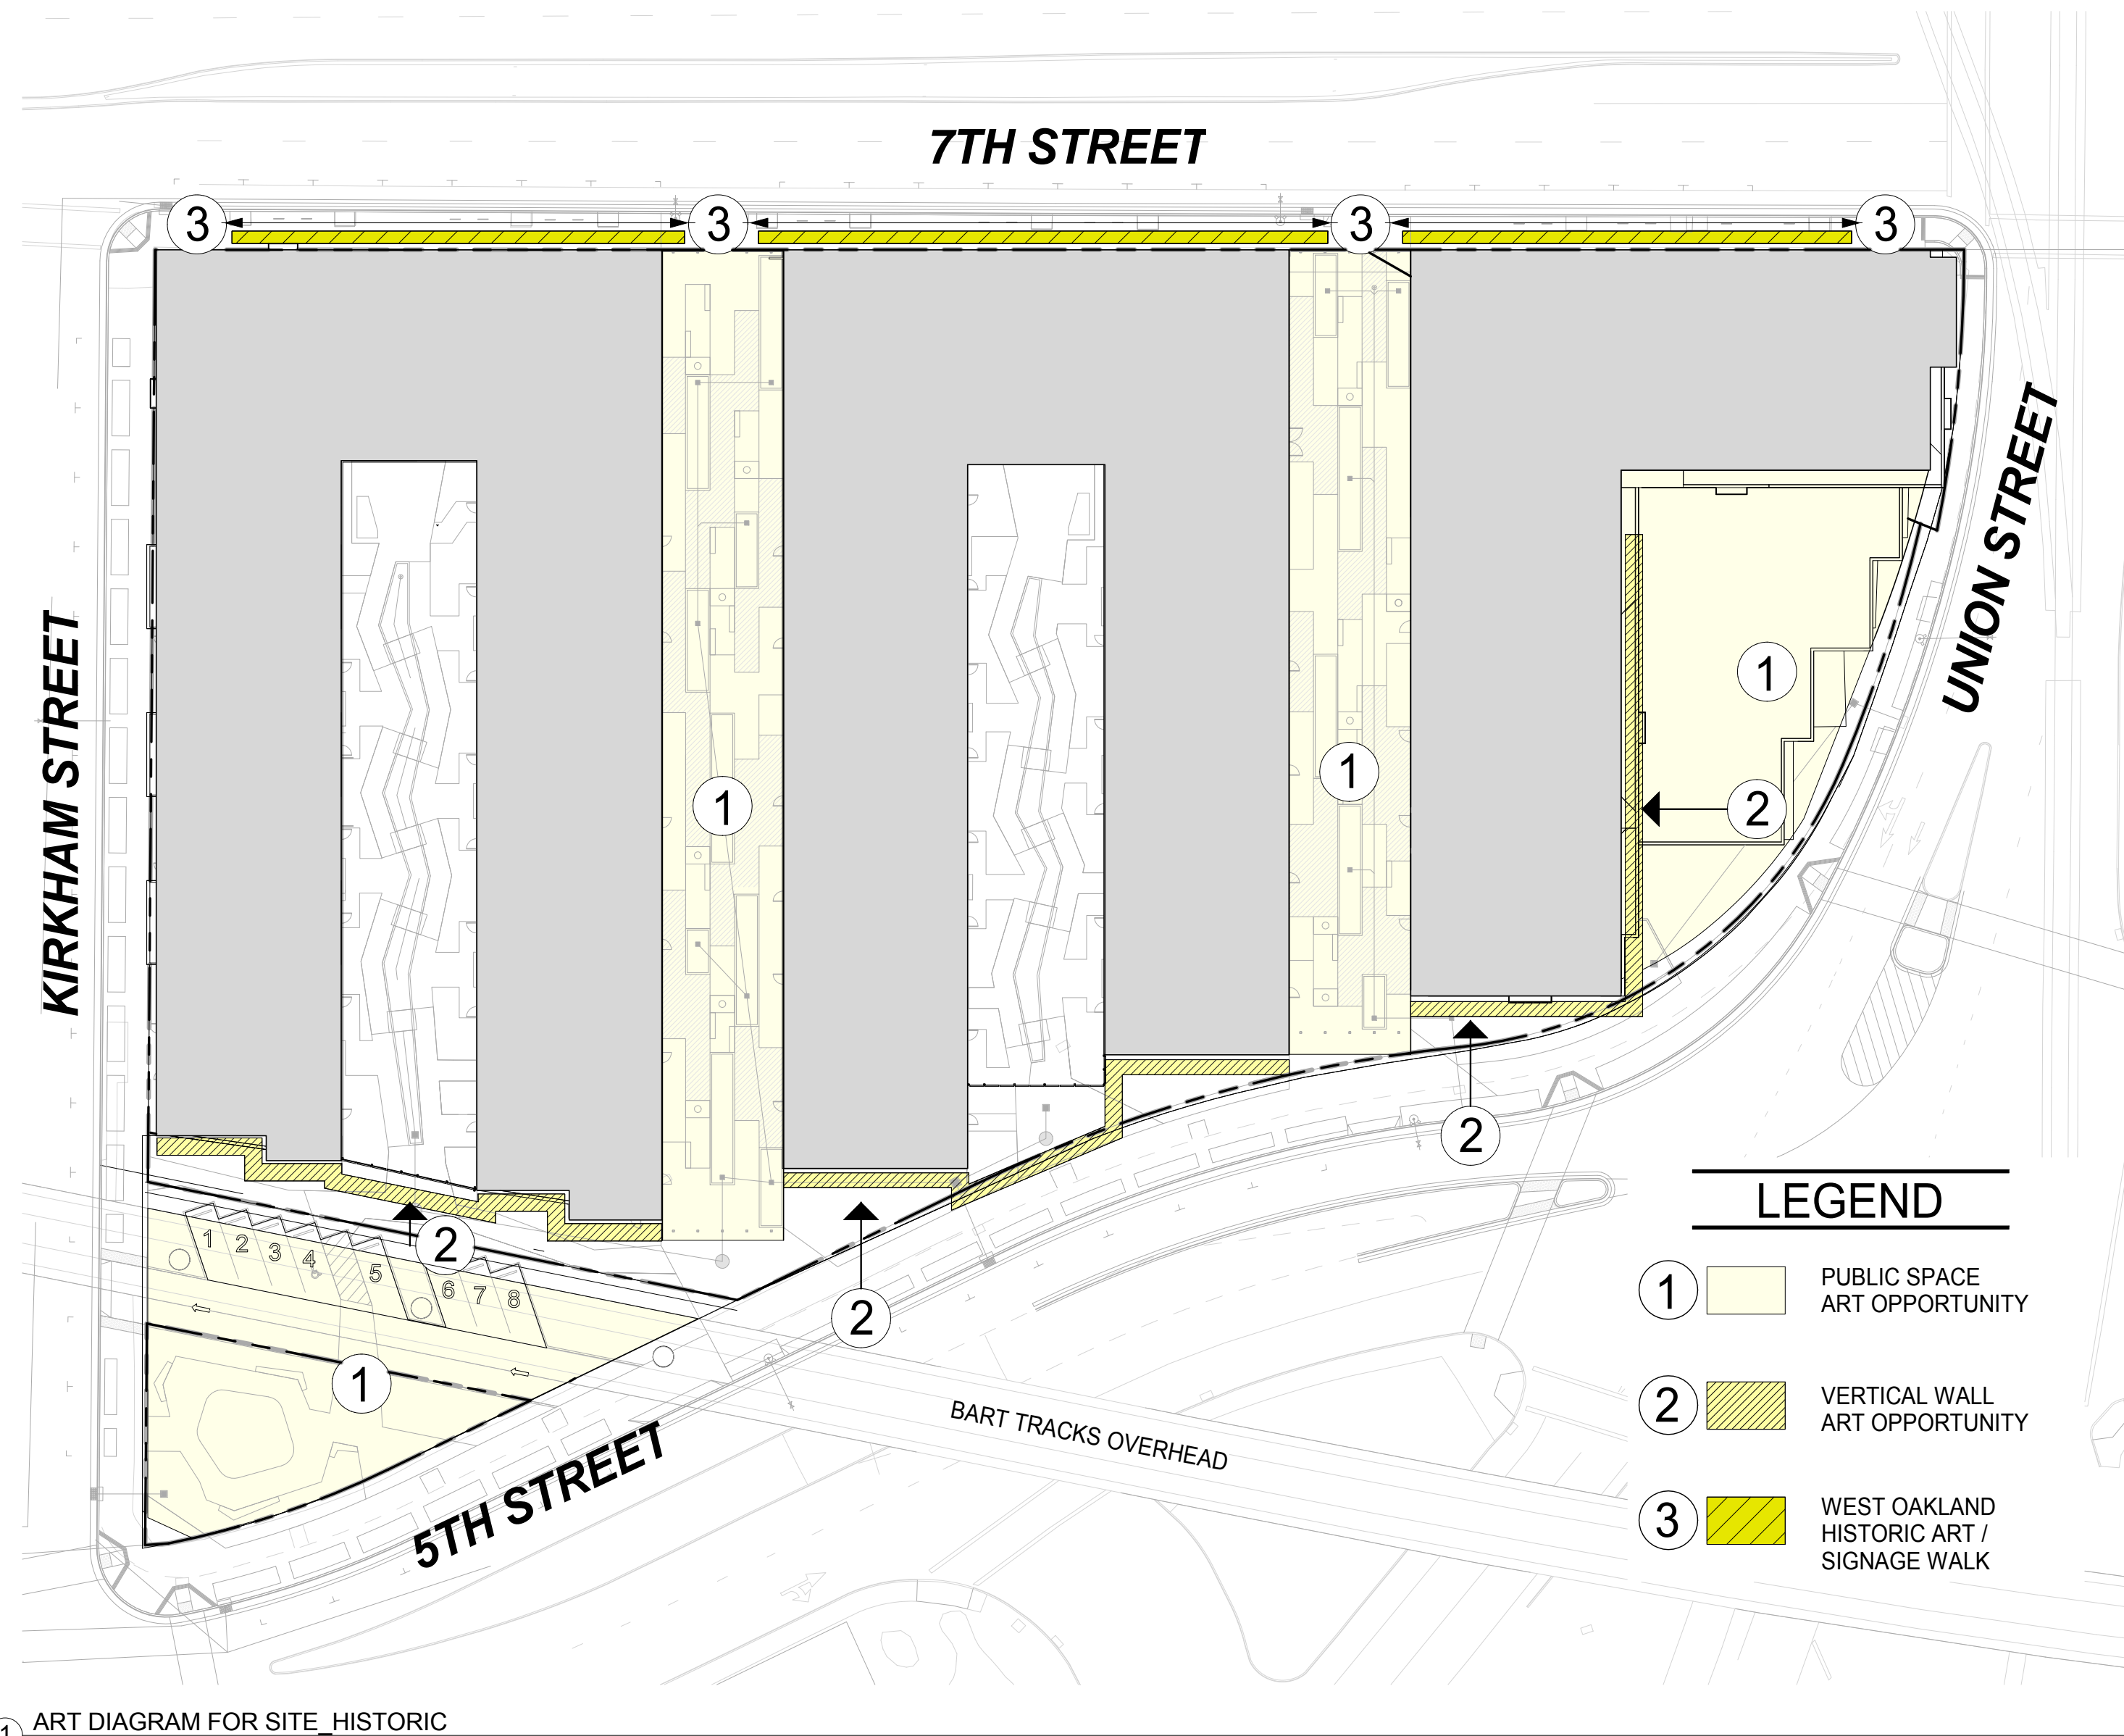 7TH STREET
3
3
3
3
KIRKHAM STREET
UNION STREET
1
1
1
2
2
2
2
1
2
3
4
5
6
7
8
1
BART TRACKS OVERHEAD
5TH STREET
LEGEND
1
PUBLIC SPACE
ART OPPORTUNITY
2
VERTICAL WALL
ART OPPORTUNITY
3
WEST OAKLAND
HISTORIC ART /
SIGNAGE WALK
1
ART DIAGRAM FOR SITE_HISTORIC